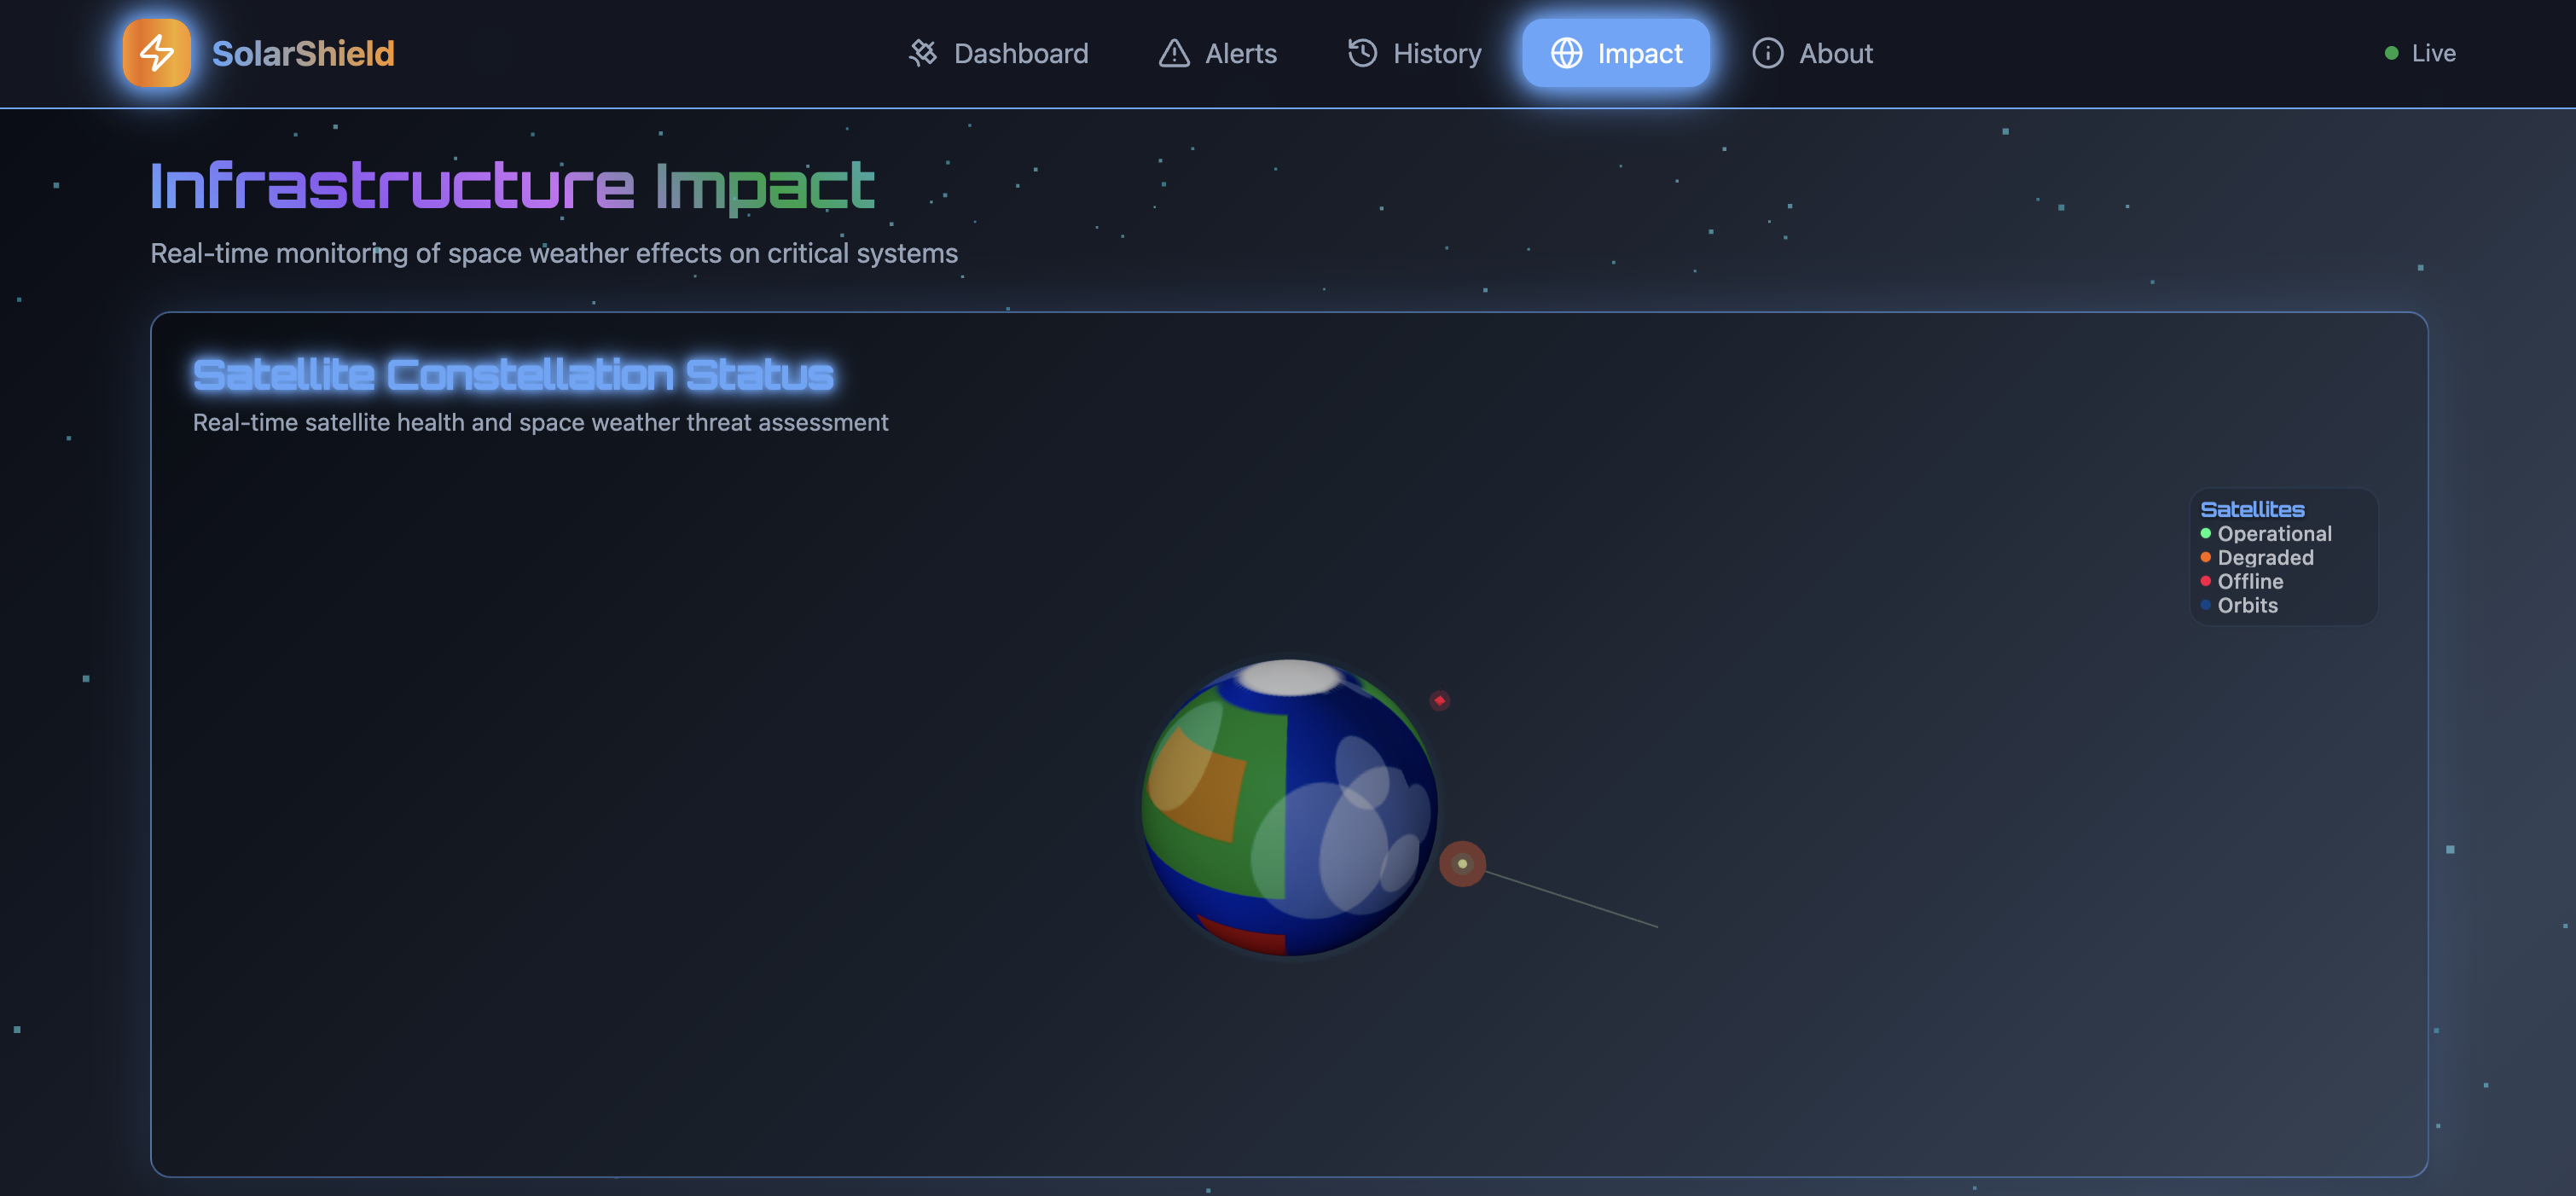 SolarShield
Dashboard
Alerts
History
Impact
About
Live
Infrastructure Impact
Real-time monitoring of space weather effects on critical systems
Satellite Constellation Status
Real-time satellite health and space weather threat assessment
Satellites
Operational
Degraded
Offline
Orbits